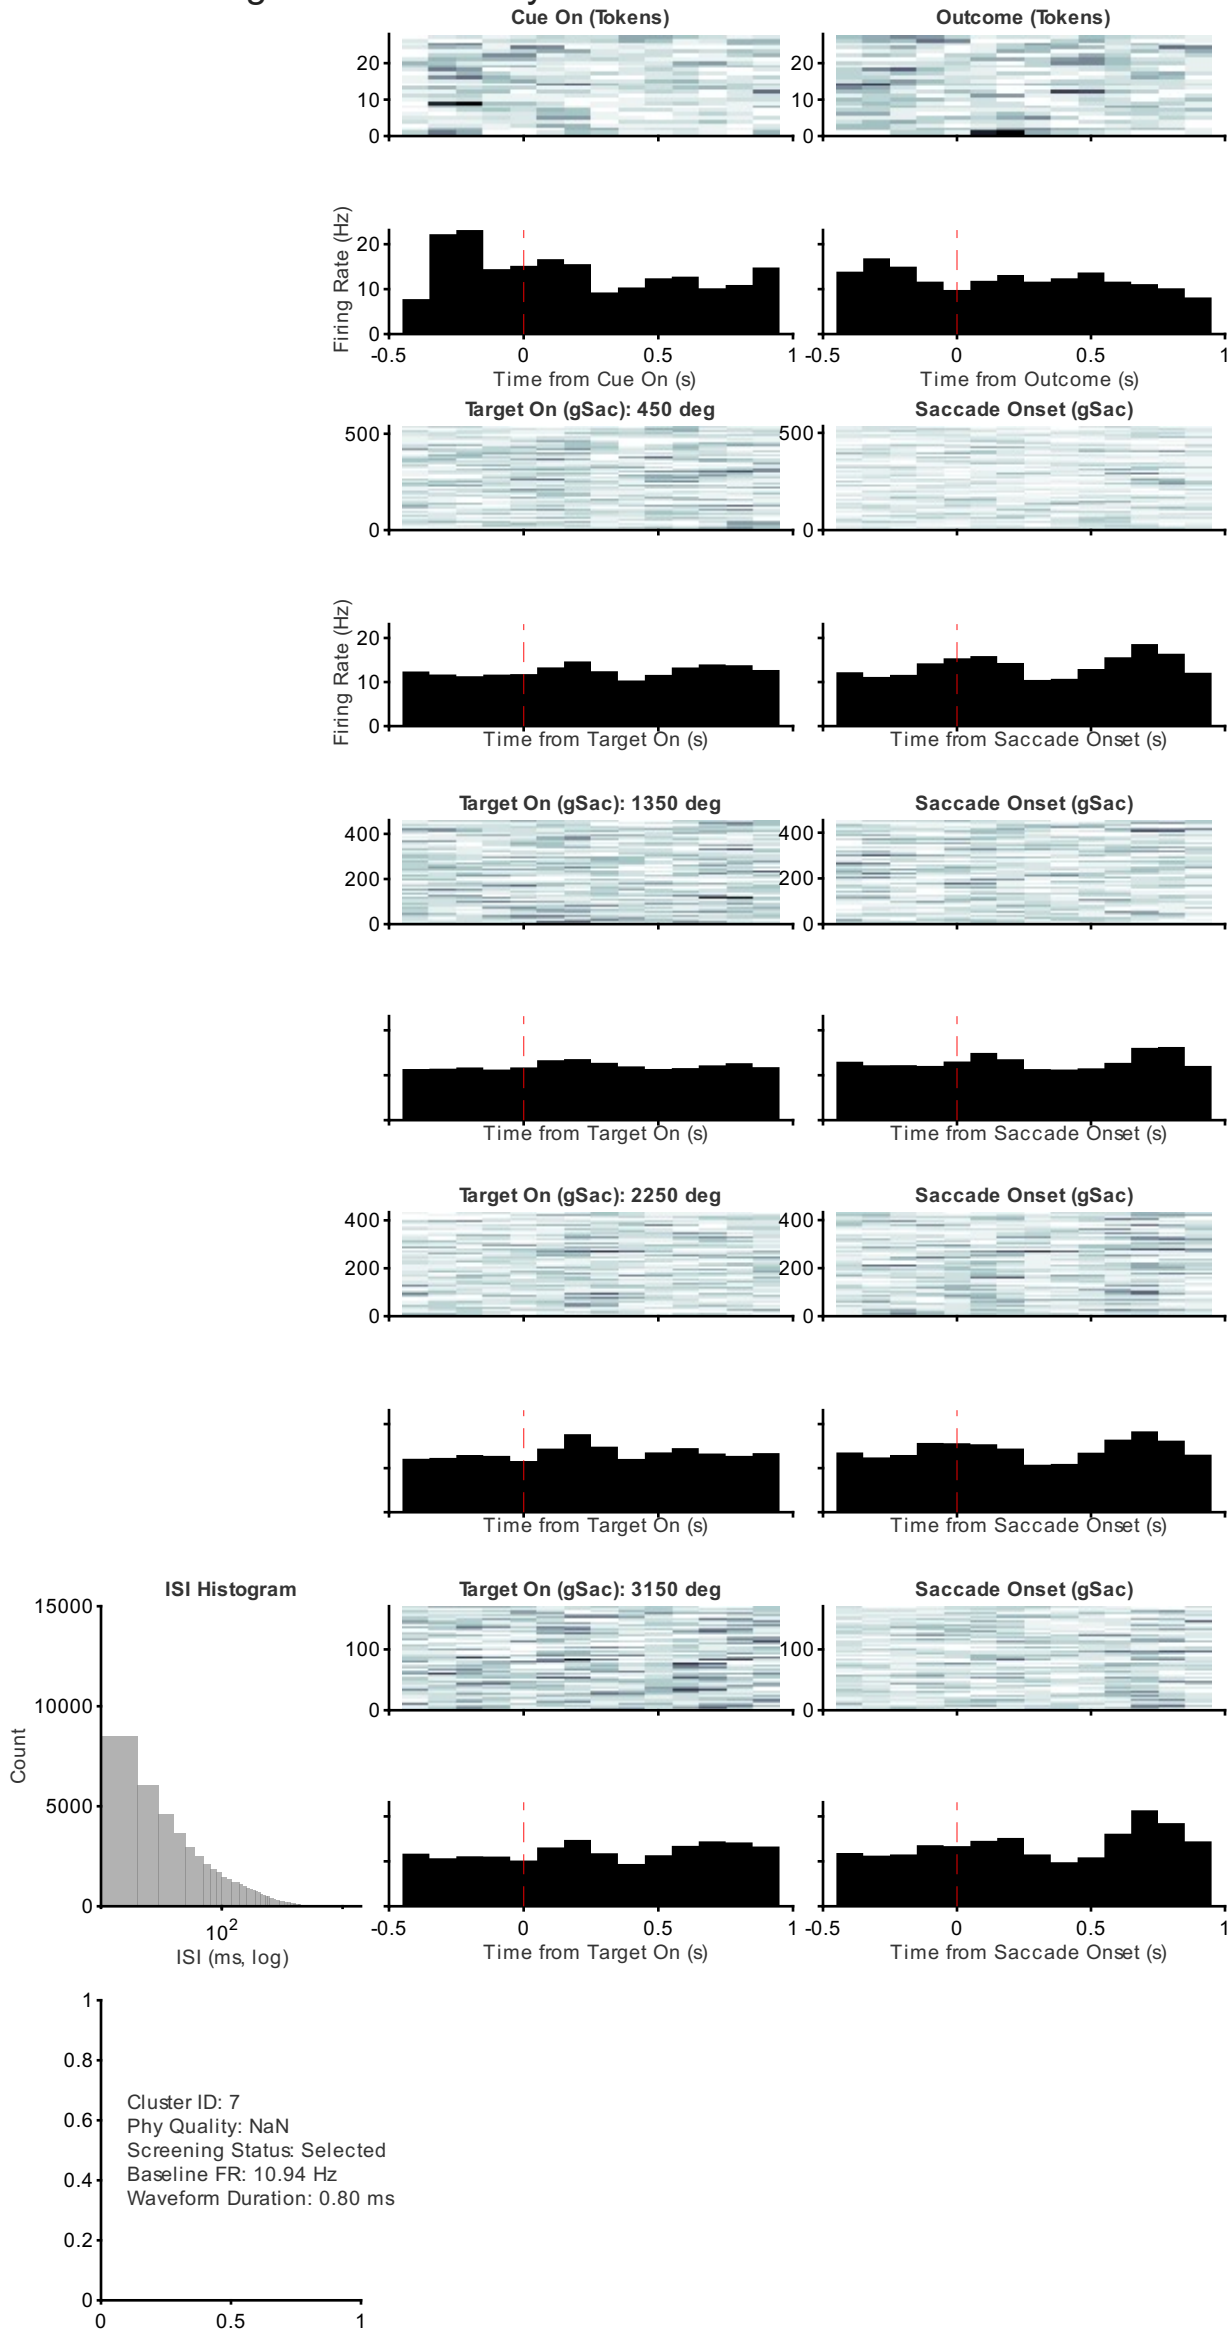 Cue On (Tokens)
Outcome (Tokens)
20
10
0
20
10
0
Firing Rate (Hz)
20
10
0
-0.5
0
0.5
1
-0.5
0
0.5
1
Time from Cue On (s)
Time from Outcome (s)
Target On (gSac): 450 deg
Saccade Onset (gSac)
500
0
500
0
Firing Rate (Hz)
20
10
0
Time from Target On (s)
Time from Saccade Onset (s)
Target On (gSac): 1350 deg
Saccade Onset (gSac)
400
200
0
400
200
0
Time from Target On (s)
Time from Saccade Onset (s)
Target On (gSac): 2250 deg
Saccade Onset (gSac)
400
200
0
400
200
0
Time from Target On (s)
Time from Saccade Onset (s)
ISI Histogram
Target On (gSac): 3150 deg
Saccade Onset (gSac)
15000
10000
5000
0
Count
10²
ISI (ms, log)
100
0
100
0
-0.5
0
0.5
1
-0.5
0
0.5
1
Time from Target On (s)
Time from Saccade Onset (s)
1
0.8
0.6
0.4
0.2
0
Cluster ID: 7
Phy Quality: NaN
Screening Status: Selected
Baseline FR: 10.94 Hz
Waveform Duration: 0.80 ms
0
0.5
1